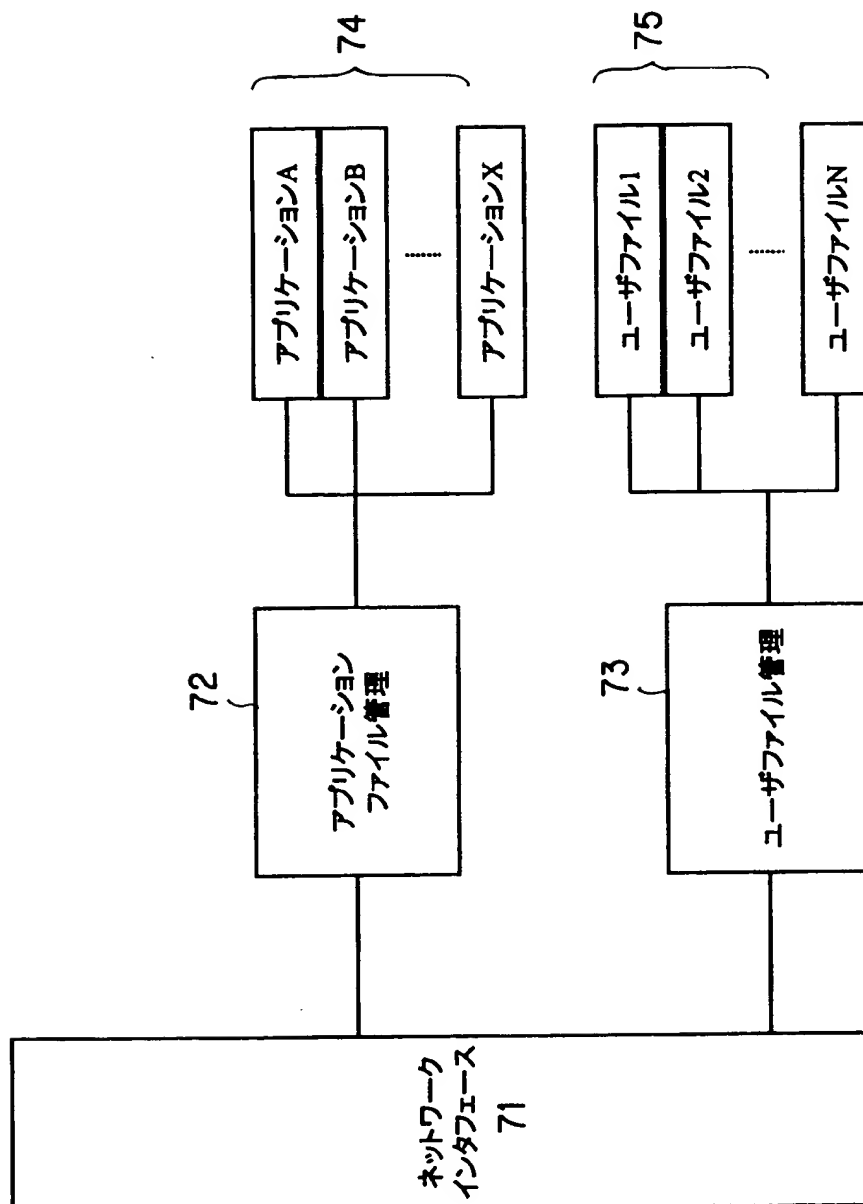 ネットワーク
インタフェース
71
72
アプリケーション
ファイル管理
73
ユーザファイル管理
アプリケーションA
アプリケーションB
アプリケーションX
74
ユーザファイル1
ユーザファイル2
ユーザファイルN
75